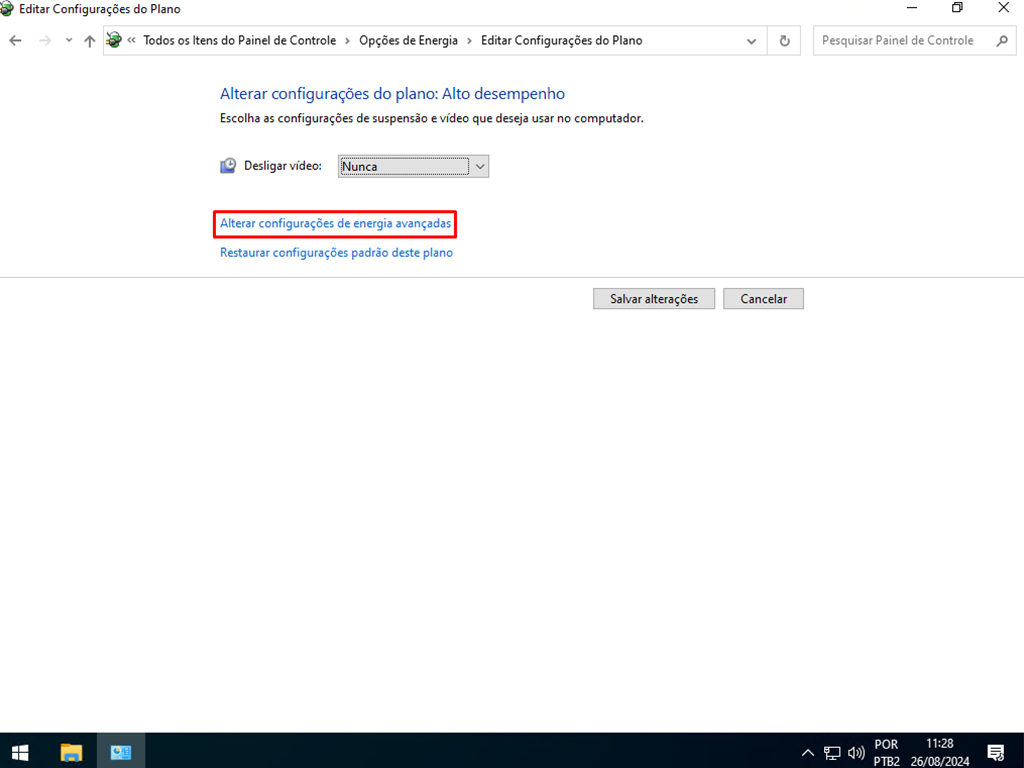 Editar Configurações do Plano
« Todos os Itens do Painel de Controle > Opções de Energia > Editar Configurações do Plano
Pesquisar Painel de Controle
Alterar configurações do plano: Alto desempenho
Escolha as configurações de suspensão e vídeo que deseja usar no computador.
Desligar vídeo: Nunca
Alterar configurações de energia avançadas
Restaurar configurações padrão deste plano
Salvar alterações Cancelar
POR 11:28
PTB2 26/08/2024